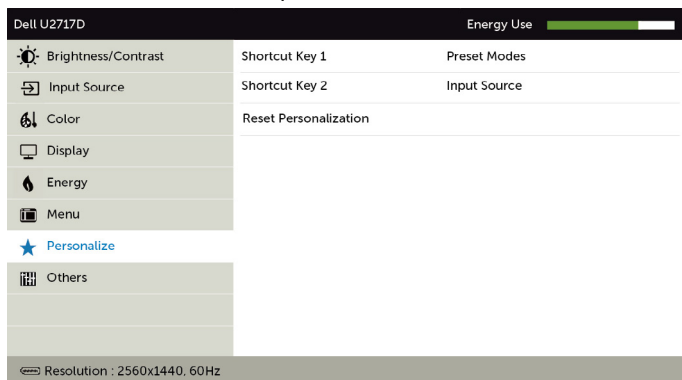 Dell U2717D Energy Use
Brightness/Contrast Shortcut Key 1 Preset Modes
Input Source Shortcut Key 2 Input Source
Color Reset Personalization
Display
Energy
Menu
Personalize
Others
Resolution : 2560x1440, 60Hz